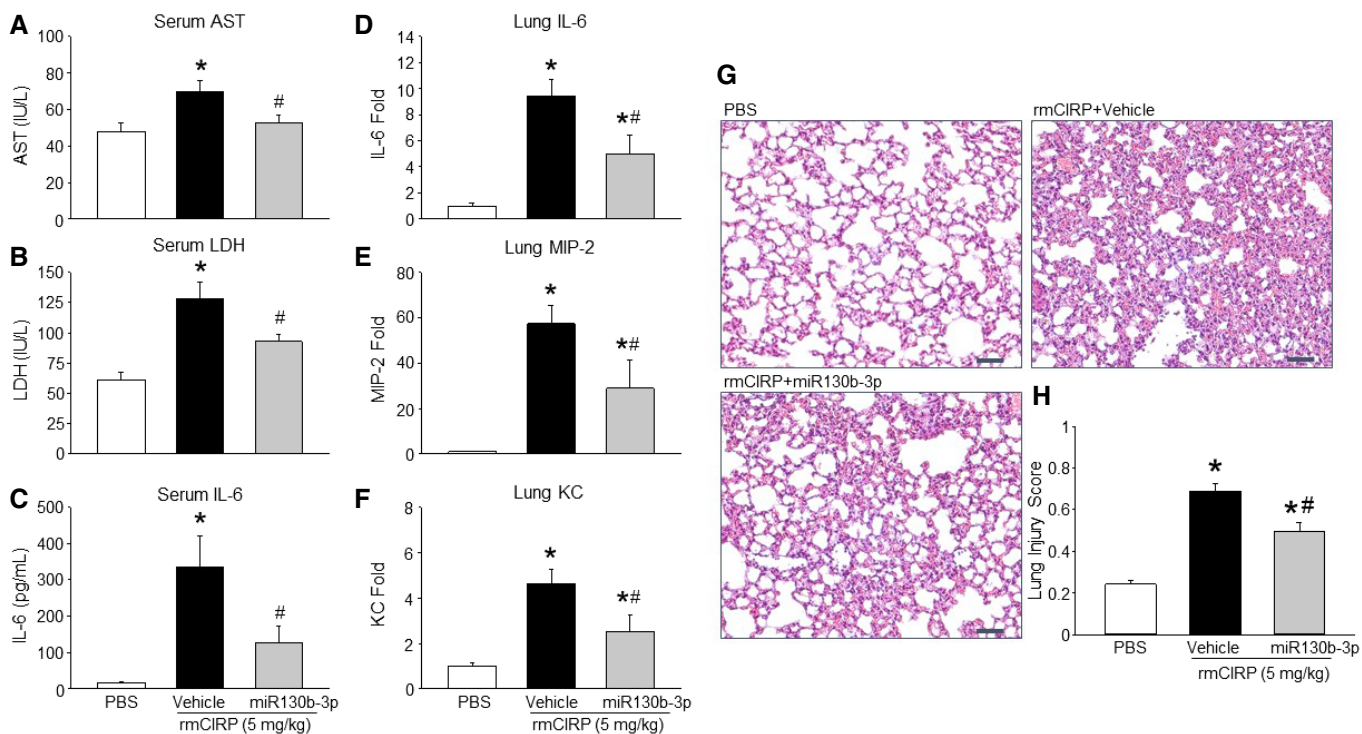 A
Serum AST
AST (IU/L)
100
80
60
40
20
0
*
#
B
Serum LDH
LDH (IU/L)
150
125
100
75
50
25
0
*
#
C
Serum IL-6
IL-6 (pg/mL)
500
400
300
200
100
0
*
#
PBS
Vehicle
miR130b-3p
rmCIRP (5 mg/kg)
D
Lung IL-6
IL-6 Fold
14
12
10
8
6
4
2
0
*
*#
E
Lung MIP-2
MIP-2 Fold
80
60
40
20
0
*
*#
F
Lung KC
KC Fold
8
6
4
2
0
*
*#
PBS
Vehicle
miR130b-3p
rmCIRP (5 mg/kg)
G
PBS
rmCIRP+Vehicle
rmCIRP+miR130b-3p
H
Lung Injury Score
1
0.8
0.6
0.4
0.2
0
*
*#
PBS
Vehicle
miR130b-3p
rmCIRP (5 mg/kg)